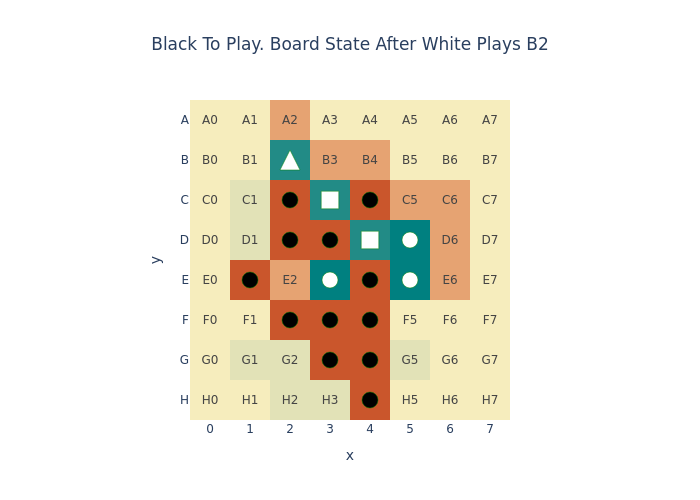 Black To Play. Board State After White Plays B2
A A0 A1 A2 A3 A4 A5 A6 A7
B B0 B1 B3 B4 B5 B6 B7
C C0 C1 C5 C6 C7
D D0 D1 D6 D7
y
E E0 E2 E6 E7
F F0 F1 F5 F6 F7
G G0 G1 G2 G5 G6 G7
H H0 H1 H2 H3 H5 H6 H7
0 1 2 3 4 5 6 7
x